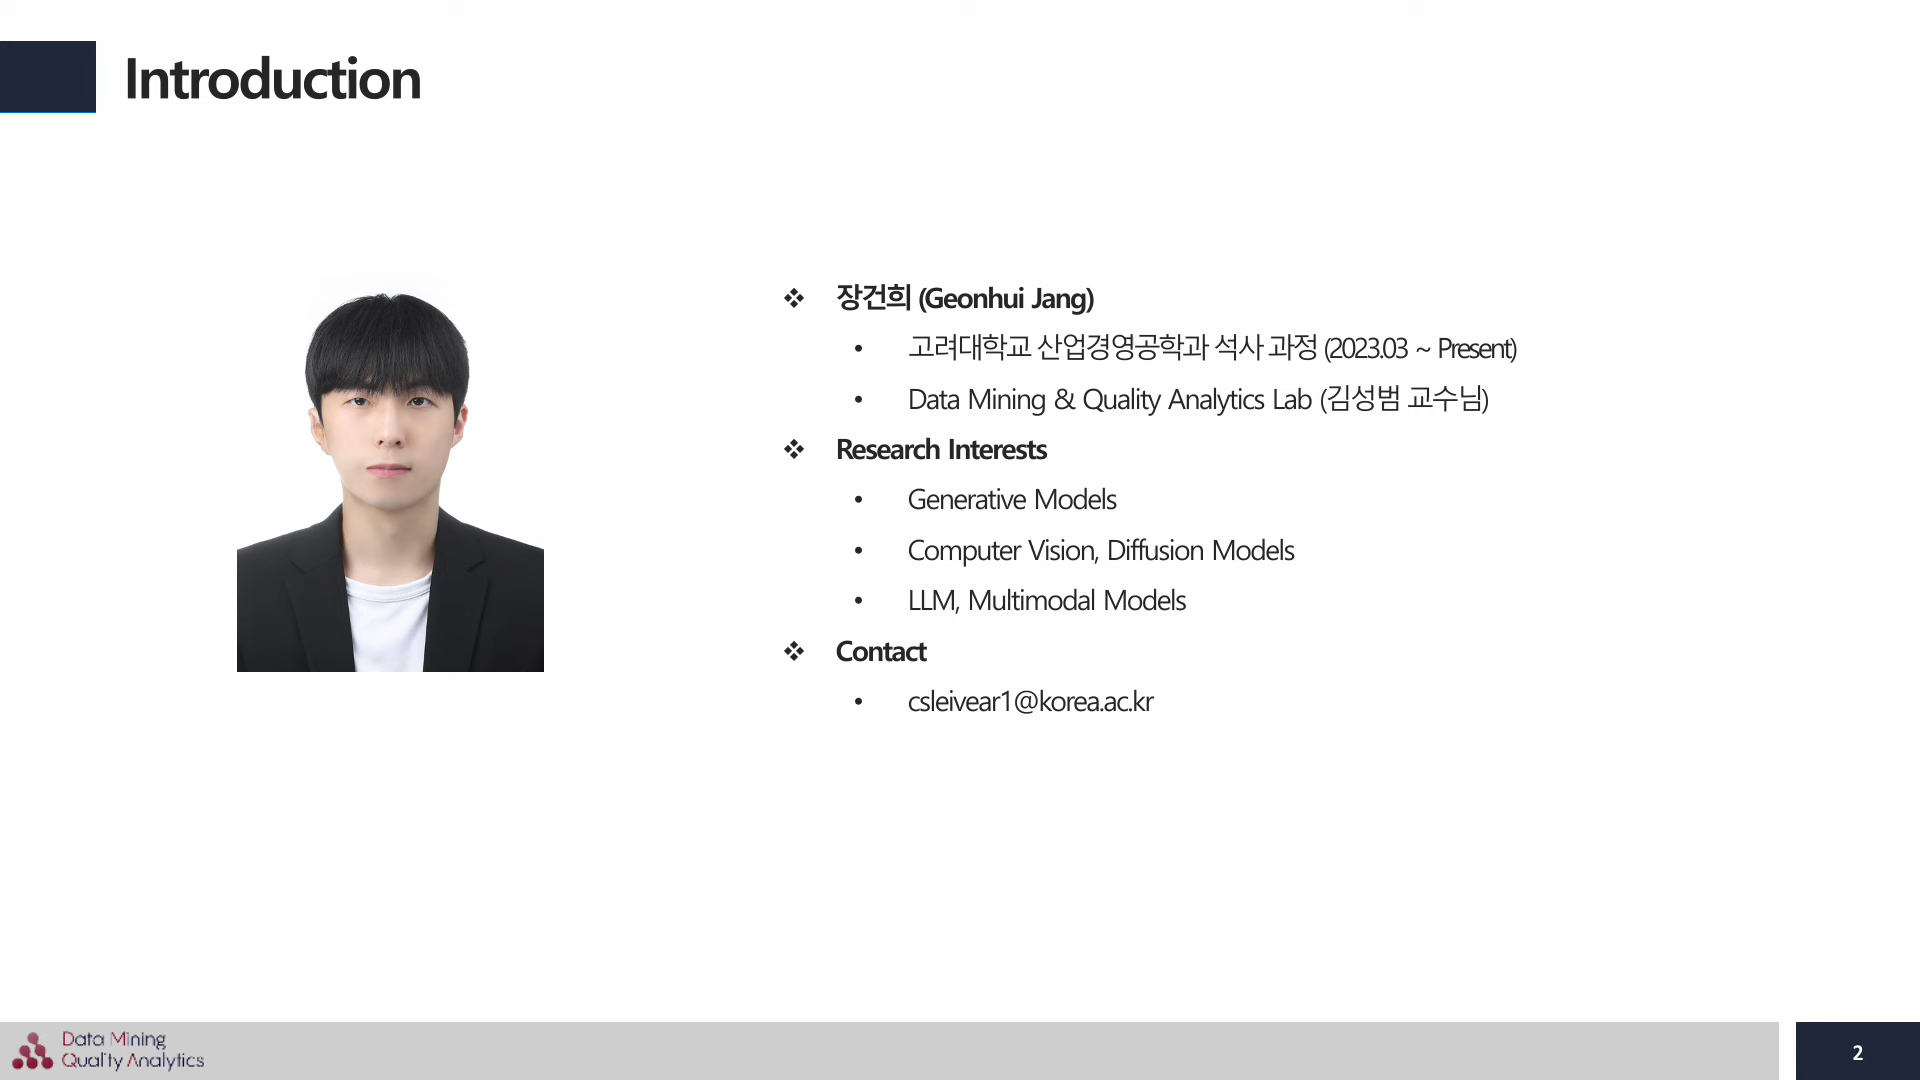 Introduction
❖ 장건희 (Geonhui Jang)
• 고려대학교 산업경영공학과 석사 과정 (2023.03 ~ Present)
• Data Mining & Quality Analytics Lab (김성범 교수님)
❖ Research Interests
• Generative Models
• Computer Vision, Diffusion Models
• LLM, Multimodal Models
❖ Contact
• csleivear1@korea.ac.kr
Data Mining
Quality Analytics
2